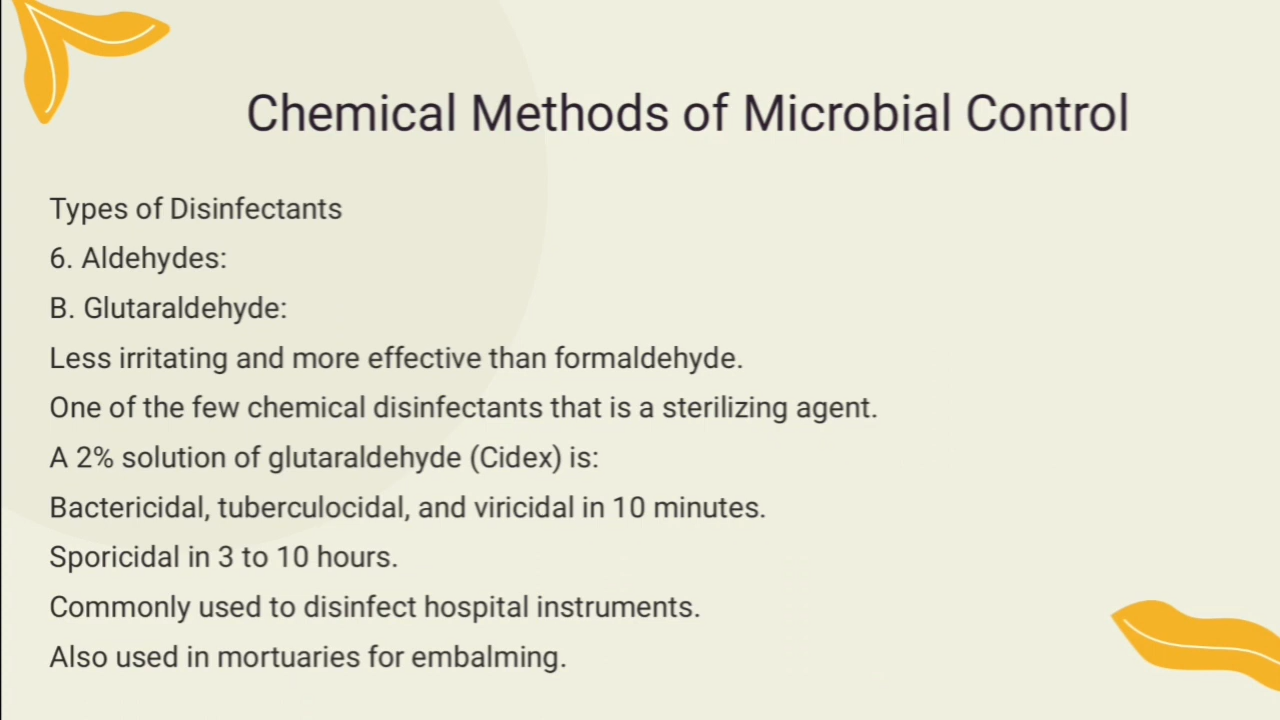 Chemical Methods of Microbial Control
Types of Disinfectants
6. Aldehydes:
B. Glutaraldehyde:
Less irritating and more effective than formaldehyde.
One of the few chemical disinfectants that is a sterilizing agent.
A 2% solution of glutaraldehyde (Cidex) is:
Bactericidal, tuberculocidal, and viricidal in 10 minutes.
Sporicidal in 3 to 10 hours.
Commonly used to disinfect hospital instruments.
Also used in mortuaries for embalming.